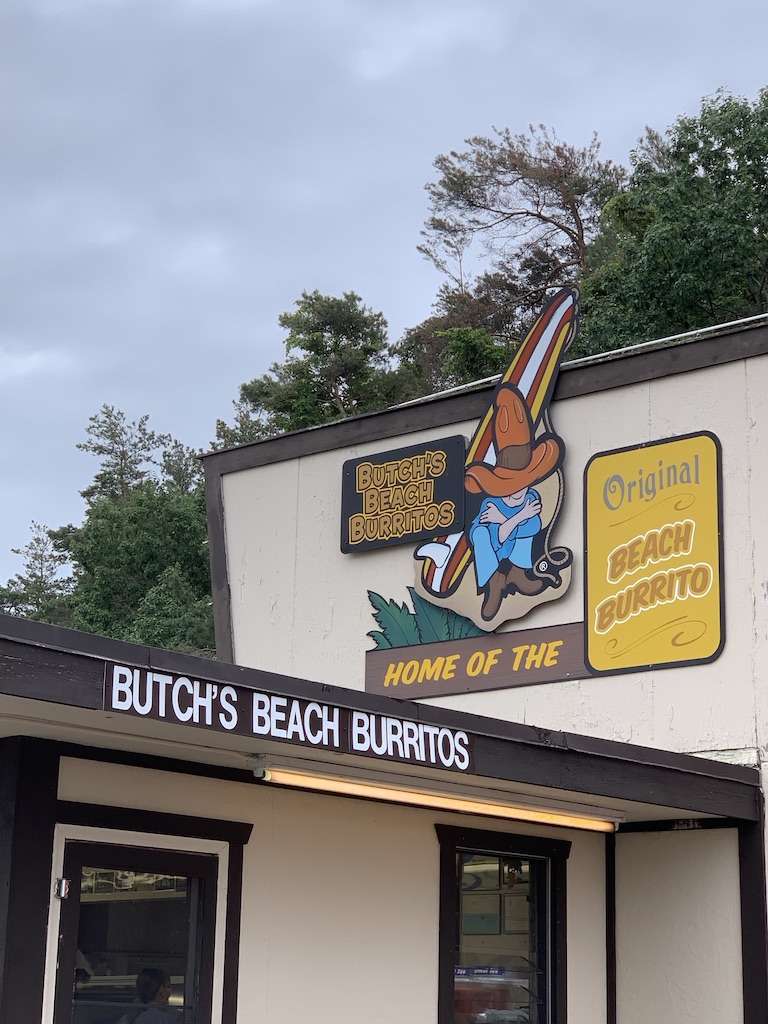 BUTCH'S
BEACH
BURRITOS
Original
BEACH
BURRITO
®
HOME OF THE
BUTCH'S BEACH BURRITOS